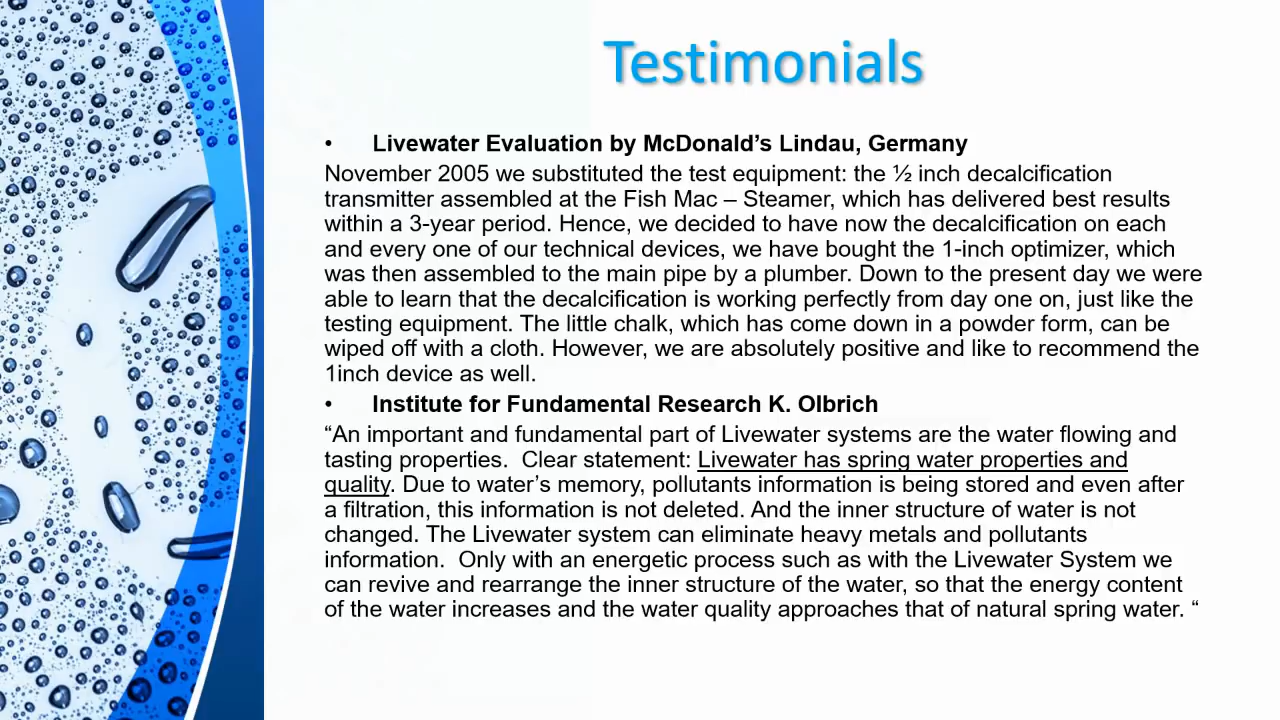 Testimonials
• Livewater Evaluation by McDonald’s Lindau, Germany
November 2005 we substituted the test equipment: the ½ inch decalcification
transmitter assembled at the Fish Mac – Steamer, which has delivered best results
within a 3-year period. Hence, we decided to have now the decalcification on each
and every one of our technical devices, we have bought the 1-inch optimizer, which
was then assembled to the main pipe by a plumber. Down to the present day we were
able to learn that the decalcification is working perfectly from day one on, just like the
testing equipment. The little chalk, which has come down in a powder form, can be
wiped off with a cloth. However, we are absolutely positive and like to recommend the
1inch device as well.
• Institute for Fundamental Research K. Olbrich
“An important and fundamental part of Livewater systems are the water flowing and
tasting properties.  Clear statement: Livewater has spring water properties and
quality. Due to water’s memory, pollutants information is being stored and even after
a filtration, this information is not deleted. And the inner structure of water is not
changed. The Livewater system can eliminate heavy metals and pollutants
information.  Only with an energetic process such as with the Livewater System we
can revive and rearrange the inner structure of the water, so that the energy content
of the water increases and the water quality approaches that of natural spring water. “